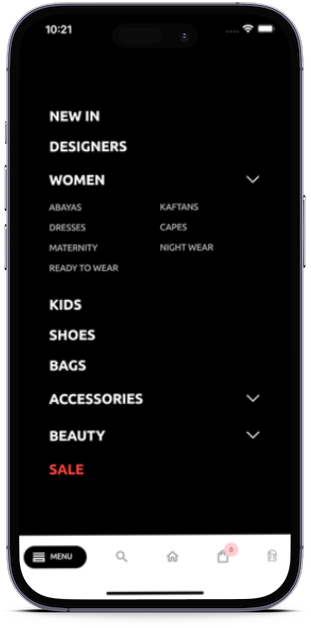 10:21
NEW IN
DESIGNERS
WOMEN
ABAYAS KAFTANS
DRESSES CAPES
MATERNITY NIGHT WEAR
READY TO WEAR
KIDS
SHOES
BAGS
ACCESSORIES
BEAUTY
SALE
MENU